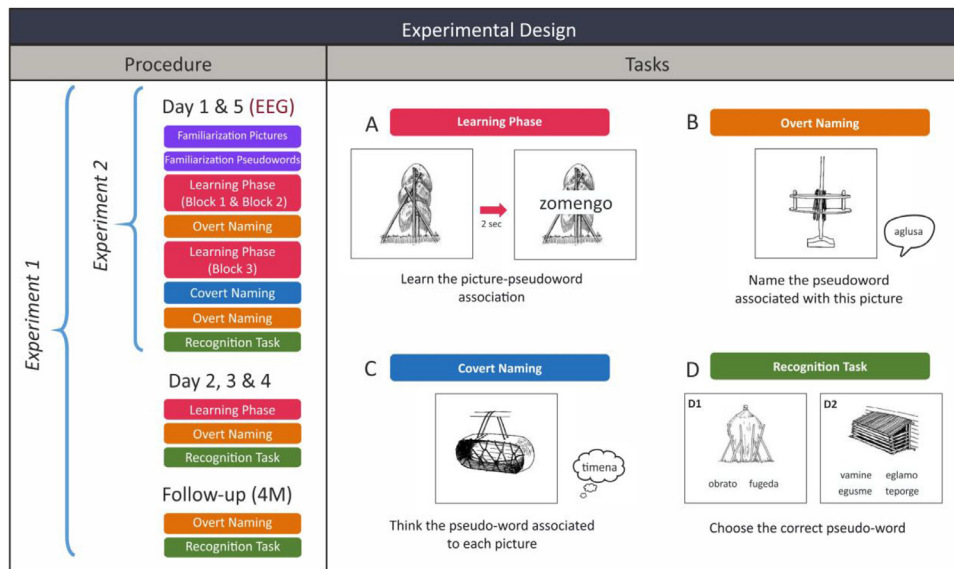 Experimental Design
Procedure
Tasks
Experiment 1
Experiment 2
Day 1 & 5 (EEG)
Familiarization Pictures
Familiarization Pseudowords
Learning Phase
(Block 1 & Block 2)
Overt Naming
Learning Phase
(Block 3)
Covert Naming
Overt Naming
Recognition Task
Day 2, 3 & 4
Learning Phase
Overt Naming
Recognition Task
Follow-up (4M)
Overt Naming
Recognition Task
A
Learning Phase
2 sec
zomengo
Learn the picture-pseudoword
association
B
Overt Naming
aglusa
Name the pseudoword
associated with this picture
C
Covert Naming
timena
Think the pseudo-word associated
to each picture
D
Recognition Task
D1
obrato fugeda
D2
vamine eglamo
egusme teporge
Choose the correct pseudo-word